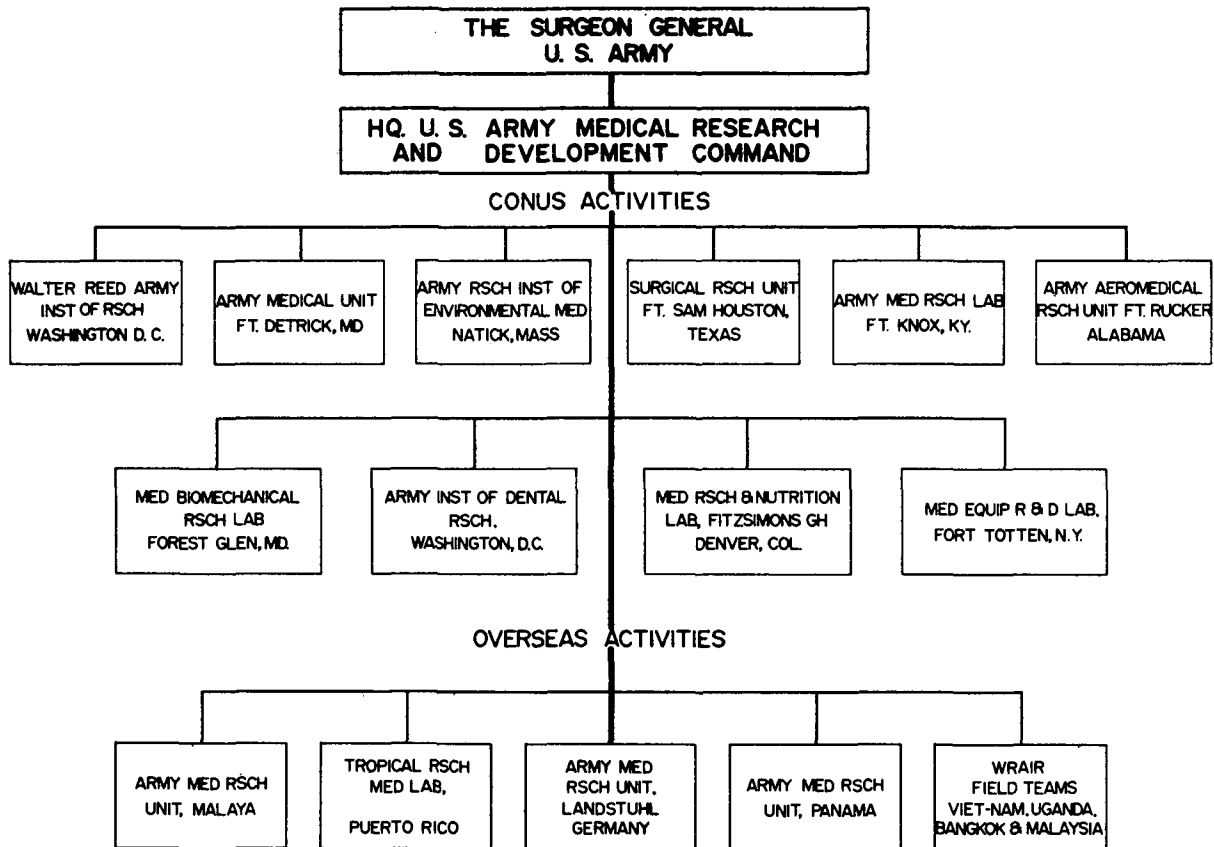 THE SURGEON GENERAL
U. S. ARMY
HQ. U. S. ARMY MEDICAL RESEARCH
AND DEVELOPMENT COMMAND
CONUS ACTIVITIES
WALTER REED ARMY
INST OF RSCH
WASHINGTON D. C.
ARMY MEDICAL UNIT
FT. DETRICK, MD
ARMY RSCH INST OF
ENVIRONMENTAL MED
NATICK, MASS
SURGICAL RSCH UNIT
FT. SAM HOUSTON,
TEXAS
ARMY MED RSCH LAB
FT. KNOX, KY.
ARMY AEROMEDICAL
RSCH UNIT FT. RUCKER
ALABAMA
MED BIOMECHANICAL
RSCH LAB
FOREST GLEN, MD.
ARMY INST OF DENTAL
RSCH,
WASHINGTON, D.C.
MED RSCH & NUTRITION
LAB, FITZSIMONS GH
DENVER, COL.
MED EQUIP R & D LAB,
FORT TOTTEN, N.Y.
OVERSEAS ACTIVITIES
ARMY MED RSCH
UNIT, MALAYA
TROPICAL RSCH
MED LAB,
PUERTO RICO
ARMY MED
RSCH UNIT,
LANDSTUHL
GERMANY
ARMY MED RSCH
UNIT, PANAMA
WRAIR
FIELD TEAMS
VIET-NAM, UGANDA,
BANGKOK & MALAYSIA